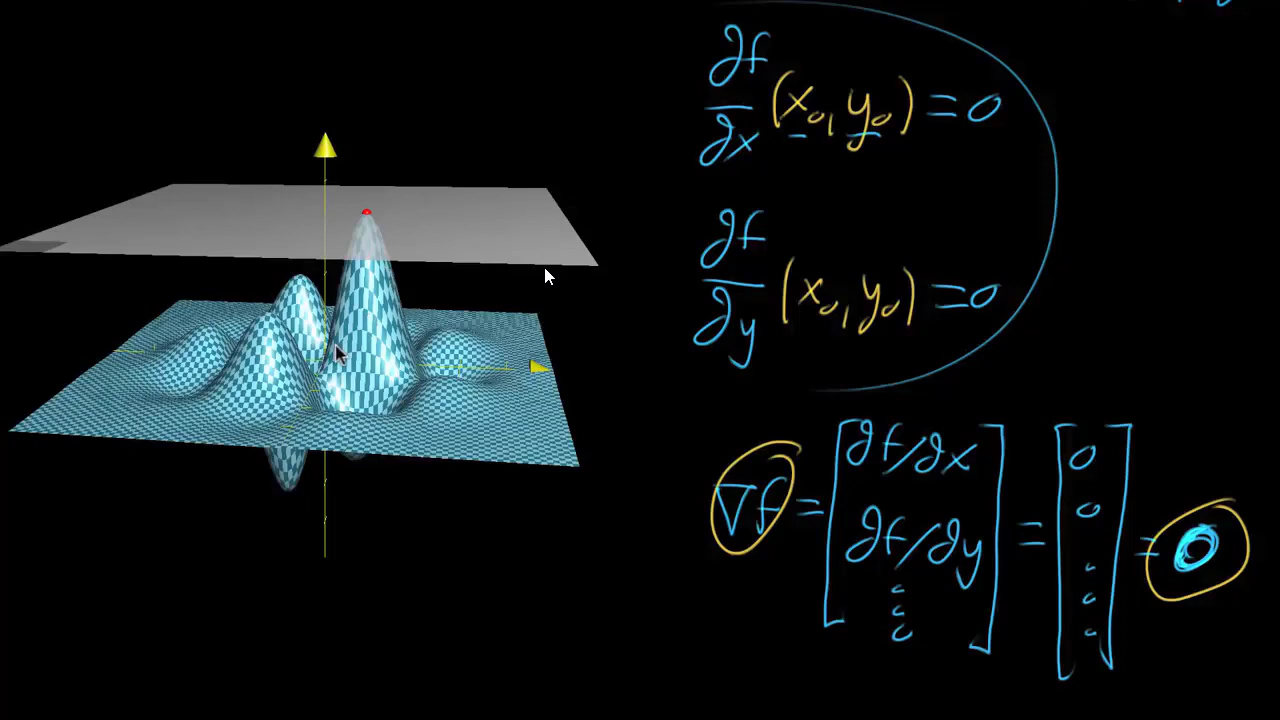 ∂f/∂x (x₀, y₀) = 0
∂f/∂y (x₀, y₀) = 0
∇f = [∂f/∂x ∂f/∂y ⋮] = [0 0 ⋮] = 0